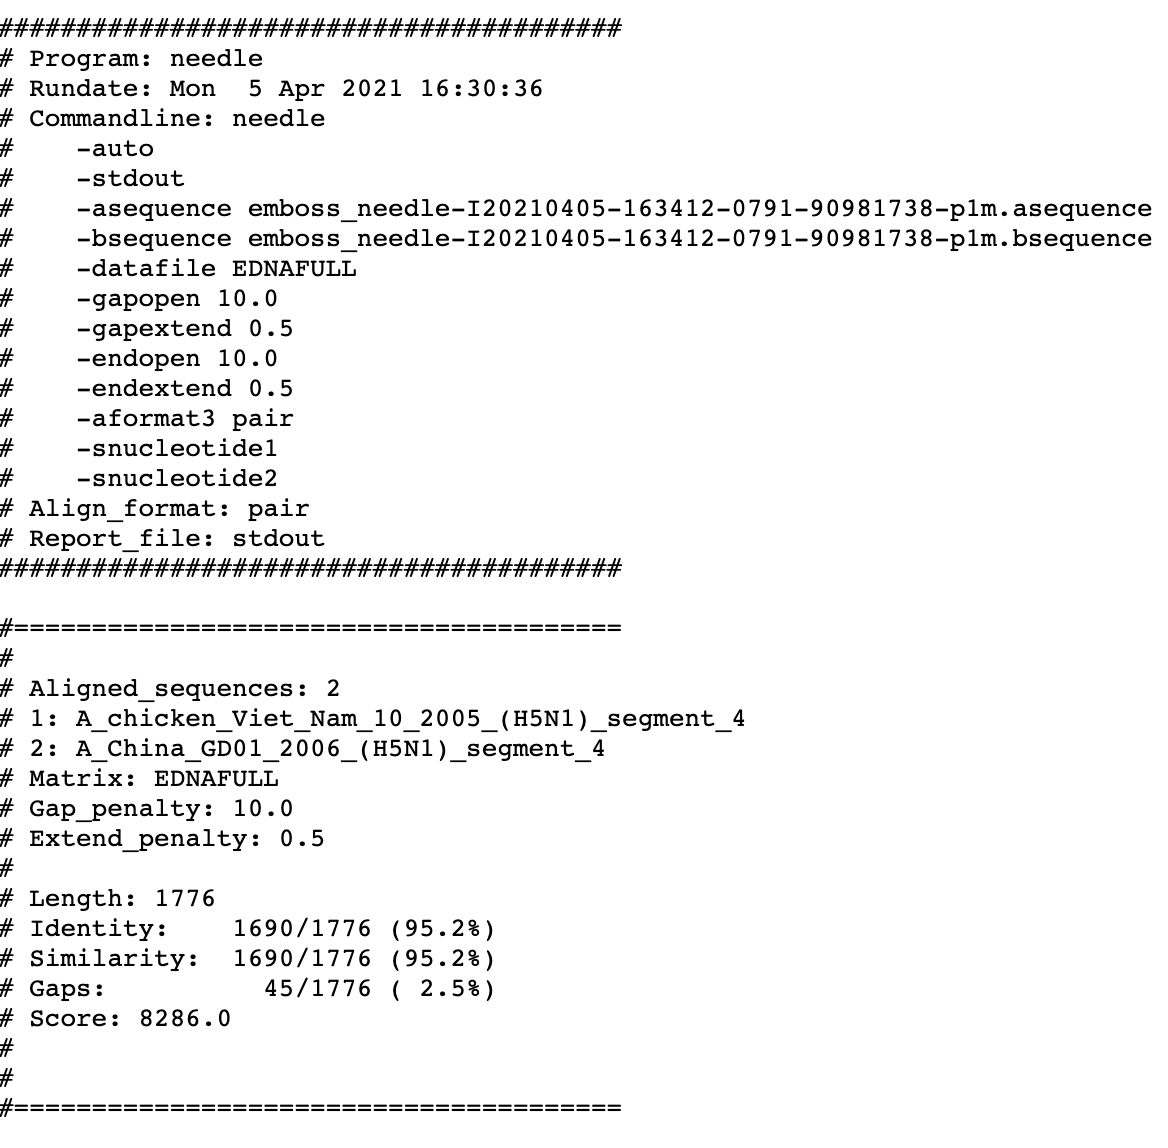 ########################################
# Program: needle
# Rundate: Mon  5 Apr 2021 16:30:36
# Commandline: needle
#    -auto
#    -stdout
#    -asequence emboss_needle-I20210405-163412-0791-90981738-p1m.asequence
#    -bsequence emboss_needle-I20210405-163412-0791-90981738-p1m.bsequence
#    -datafile EDNAFULL
#    -gapopen 10.0
#    -gapextend 0.5
#    -endopen 10.0
#    -endextend 0.5
#    -aformat3 pair
#    -snucleotide1
#    -snucleotide2
# Align_format: pair
# Report_file: stdout
########################################

#=======================================
#
# Aligned_sequences: 2
# 1: A_chicken_Viet_Nam_10_2005_(H5N1)_segment_4
# 2: A_China_GD01_2006_(H5N1)_segment_4
# Matrix: EDNAFULL
# Gap_penalty: 10.0
# Extend_penalty: 0.5
#
# Length: 1776
# Identity:    1690/1776 (95.2%)
# Similarity:  1690/1776 (95.2%)
# Gaps:          45/1776 ( 2.5%)
# Score: 8286.0
#
#
#=======================================